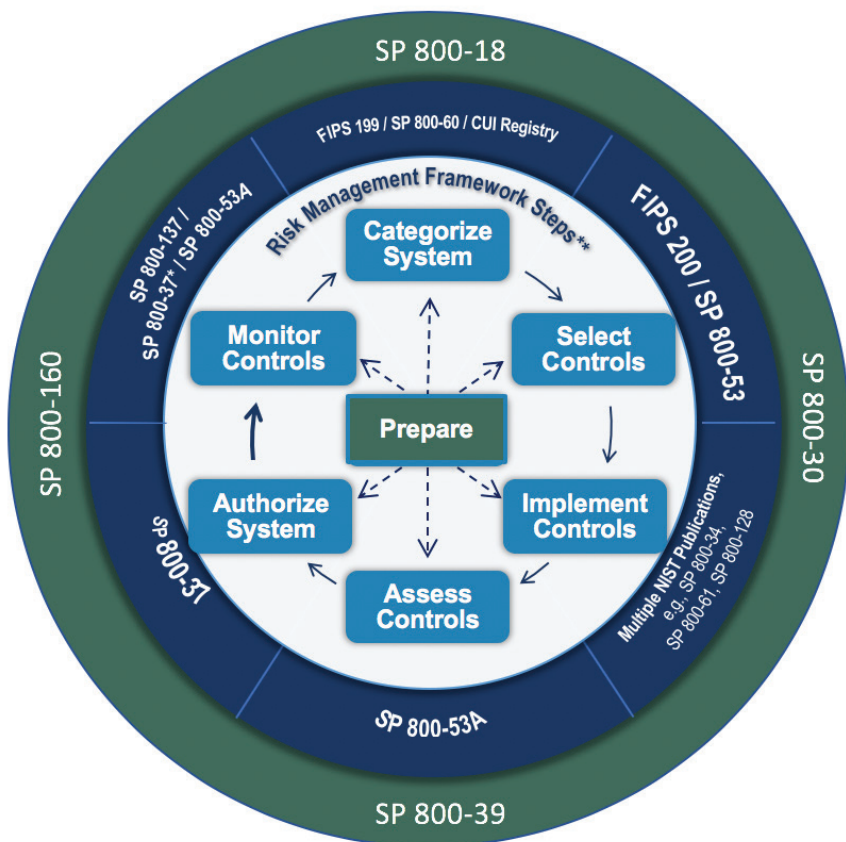 SP 800-18
FIPS 199 / SP 800-60 / CUI Registry
FIPS 200 / SP 800-53
SP 800-30
Multiple NIST Publications,
e.g., SP 800-34,
SP 800-61, SP 800-128
SP 800-53A
SP 800-39
SP 800-37
SP 800-160
SP 800-137 /
SP 800-37* / SP 800-53A
Risk Management Framework Steps**
Categorize
System
Select
Controls
Implement
Controls
Assess
Controls
Authorize
System
Monitor
Controls
Prepare